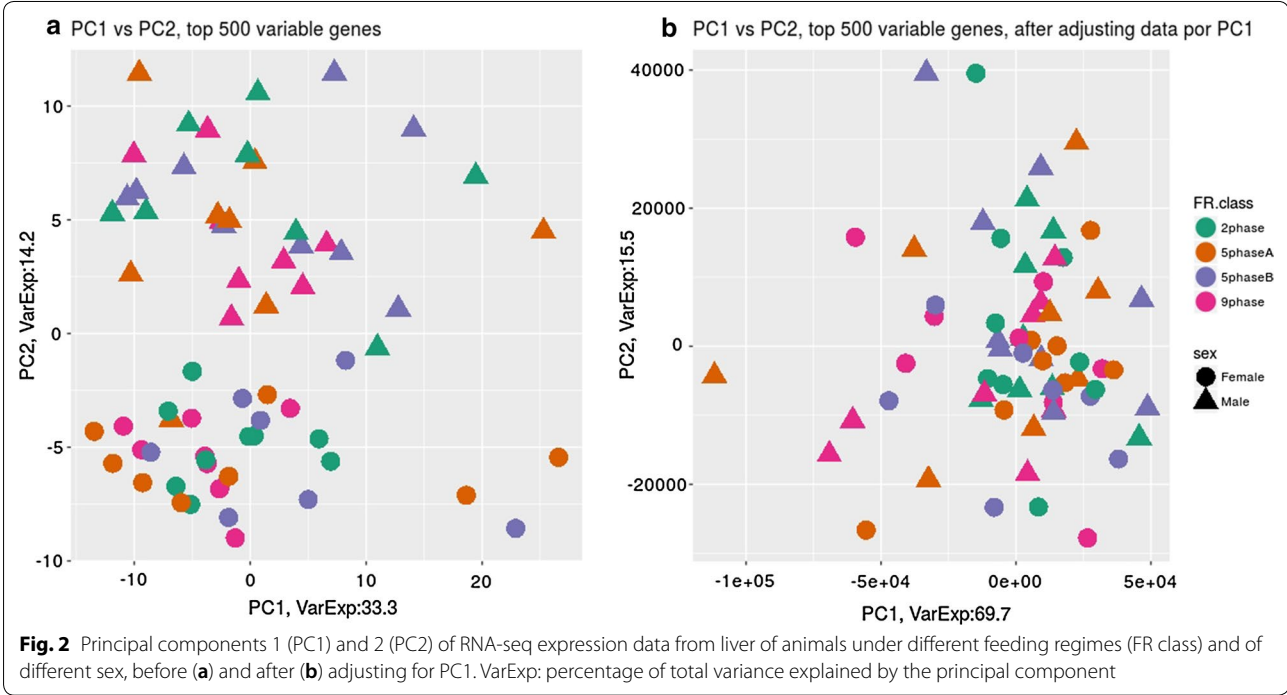 a PC1 vs PC2, top 500 variable genes
10
5
0
-5
-10
PC2, VarExp:14.2
-10 0 10 20
PC1, VarExp:33.3
b PC1 vs PC2, top 500 variable genes, after adjusting data por PC1
40000
20000
0
-20000
PC2, VarExp:15.5
-1e+05 -5e+04 0e+00 5e+04
PC1, VarExp:69.7
FR.class
2phase
5phaseA
5phaseB
9phase
sex
Female
Male
Fig. 2 Principal components 1 (PC1) and 2 (PC2) of RNA-seq expression data from liver of animals under different feeding regimes (FR class) and of
different sex, before (a) and after (b) adjusting for PC1. VarExp: percentage of total variance explained by the principal component